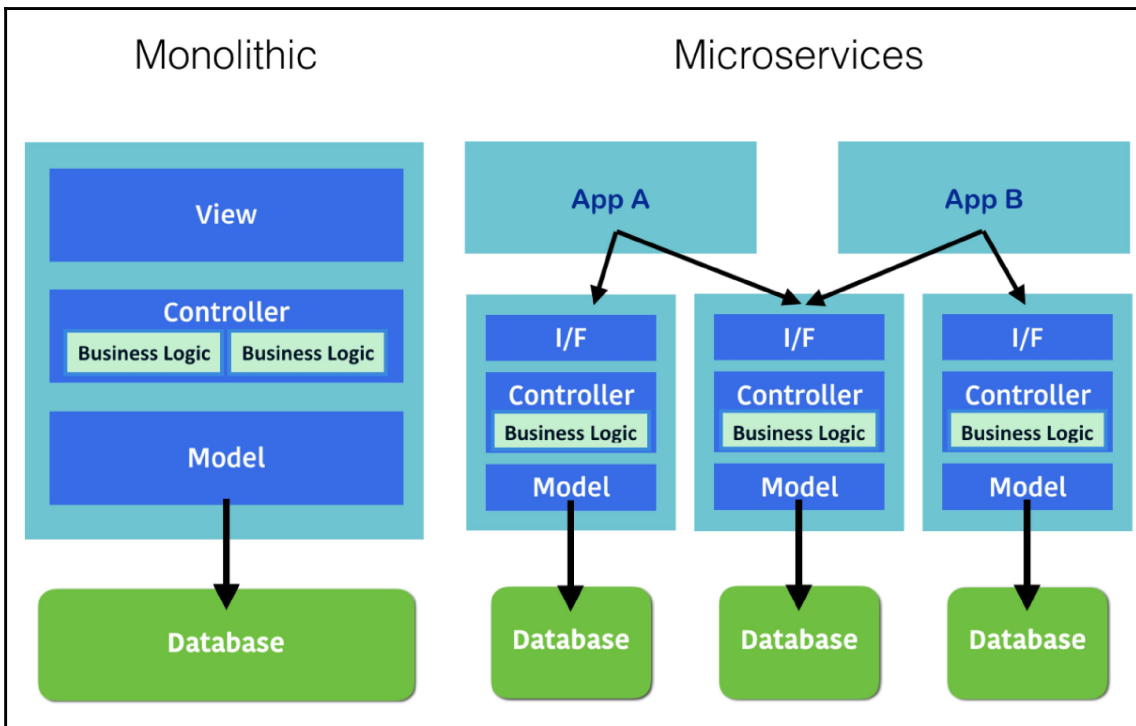 Monolithic
Microservices
View
Controller
Business Logic
Business Logic
Model
Database
App A
App B
I/F
I/F
I/F
Controller
Controller
Controller
Business Logic
Business Logic
Business Logic
Model
Model
Model
Database
Database
Database